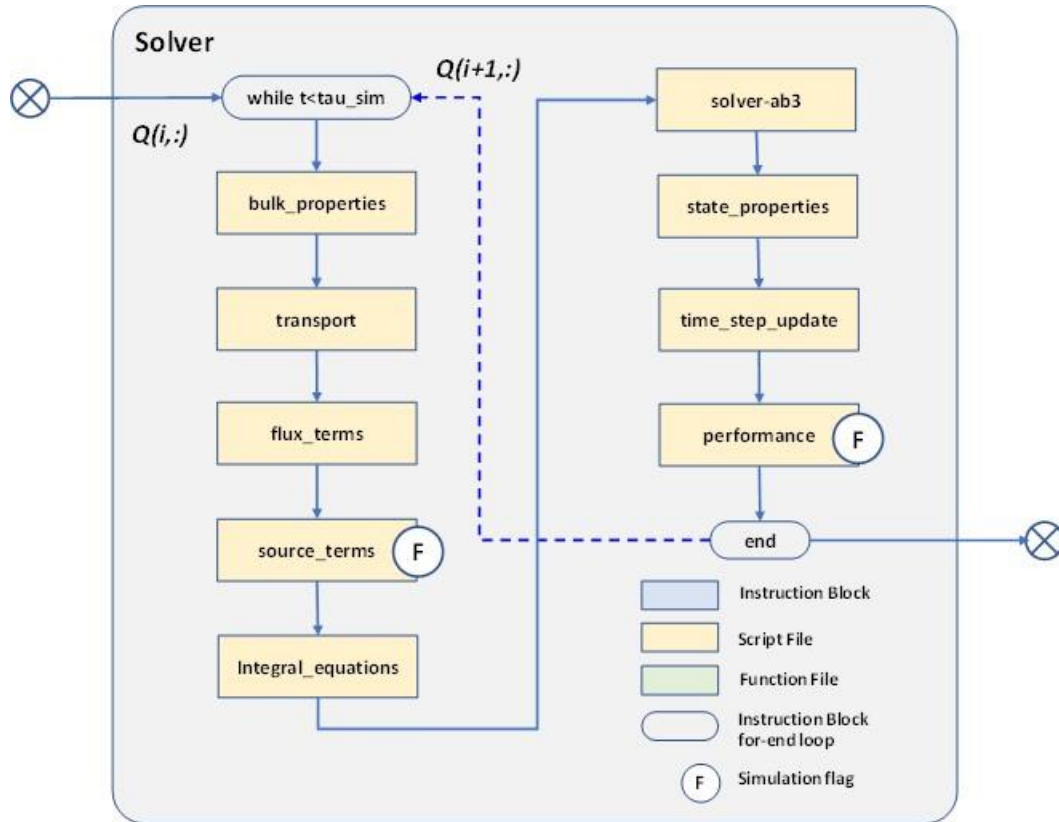 Solver
Q(i+1,:)
while t<tau_sim
Q(i,:)
bulk_properties
transport
flux_terms
source_terms
F
Integral_equations
solver-ab3
state_properties
time_step_update
performance
F
end
Instruction Block
Script File
Function File
Instruction Block
for-end loop
F
Simulation flag